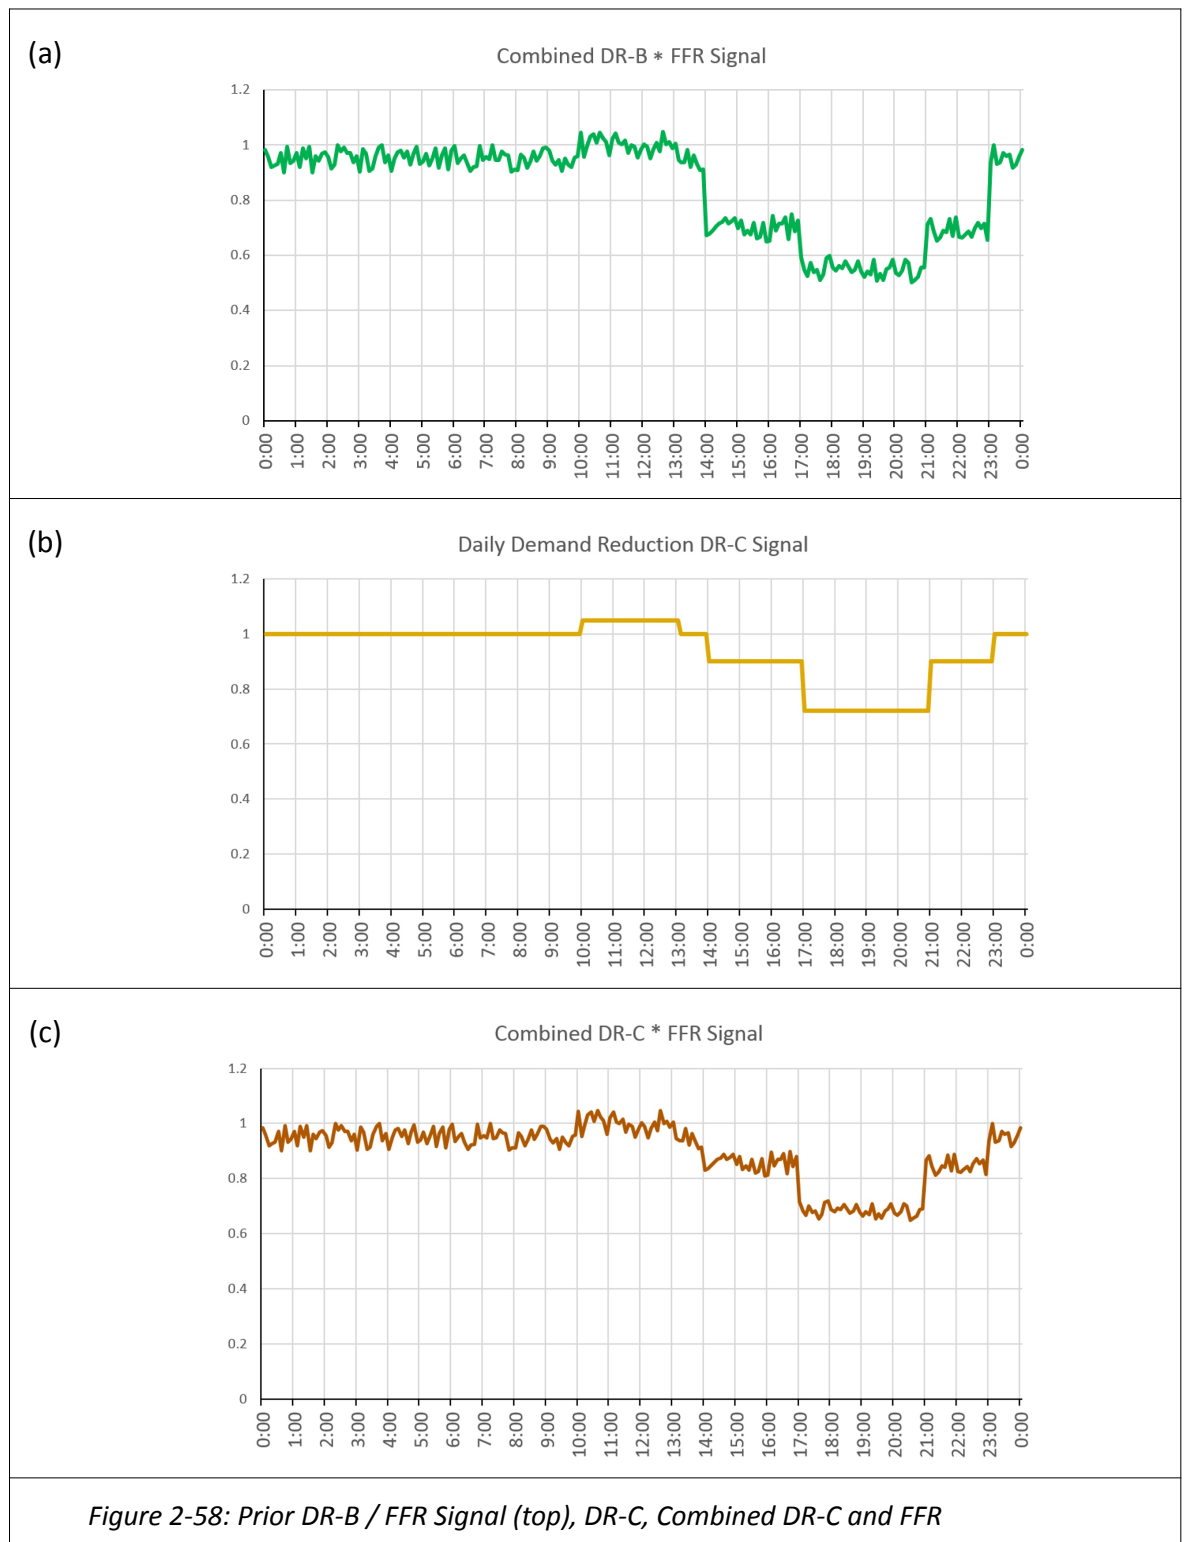 (a)
Combined DR-B * FFR Signal
1.2
1
0.8
0.6
0.4
0.2
0
0:00 1:00 2:00 3:00 4:00 5:00 6:00 7:00 8:00 9:00 10:00 11:00 12:00 13:00 14:00 15:00 16:00 17:00 18:00 19:00 20:00 21:00 22:00 23:00 0:00
(b)
Daily Demand Reduction DR-C Signal
1.2
1
0.8
0.6
0.4
0.2
0
0:00 1:00 2:00 3:00 4:00 5:00 6:00 7:00 8:00 9:00 10:00 11:00 12:00 13:00 14:00 15:00 16:00 17:00 18:00 19:00 20:00 21:00 22:00 23:00 0:00
(c)
Combined DR-C * FFR Signal
1.2
1
0.8
0.6
0.4
0.2
0
0:00 1:00 2:00 3:00 4:00 5:00 6:00 7:00 8:00 9:00 10:00 11:00 12:00 13:00 14:00 15:00 16:00 17:00 18:00 19:00 20:00 21:00 22:00 23:00 0:00
Figure 2-58: Prior DR-B / FFR Signal (top), DR-C, Combined DR-C and FFR